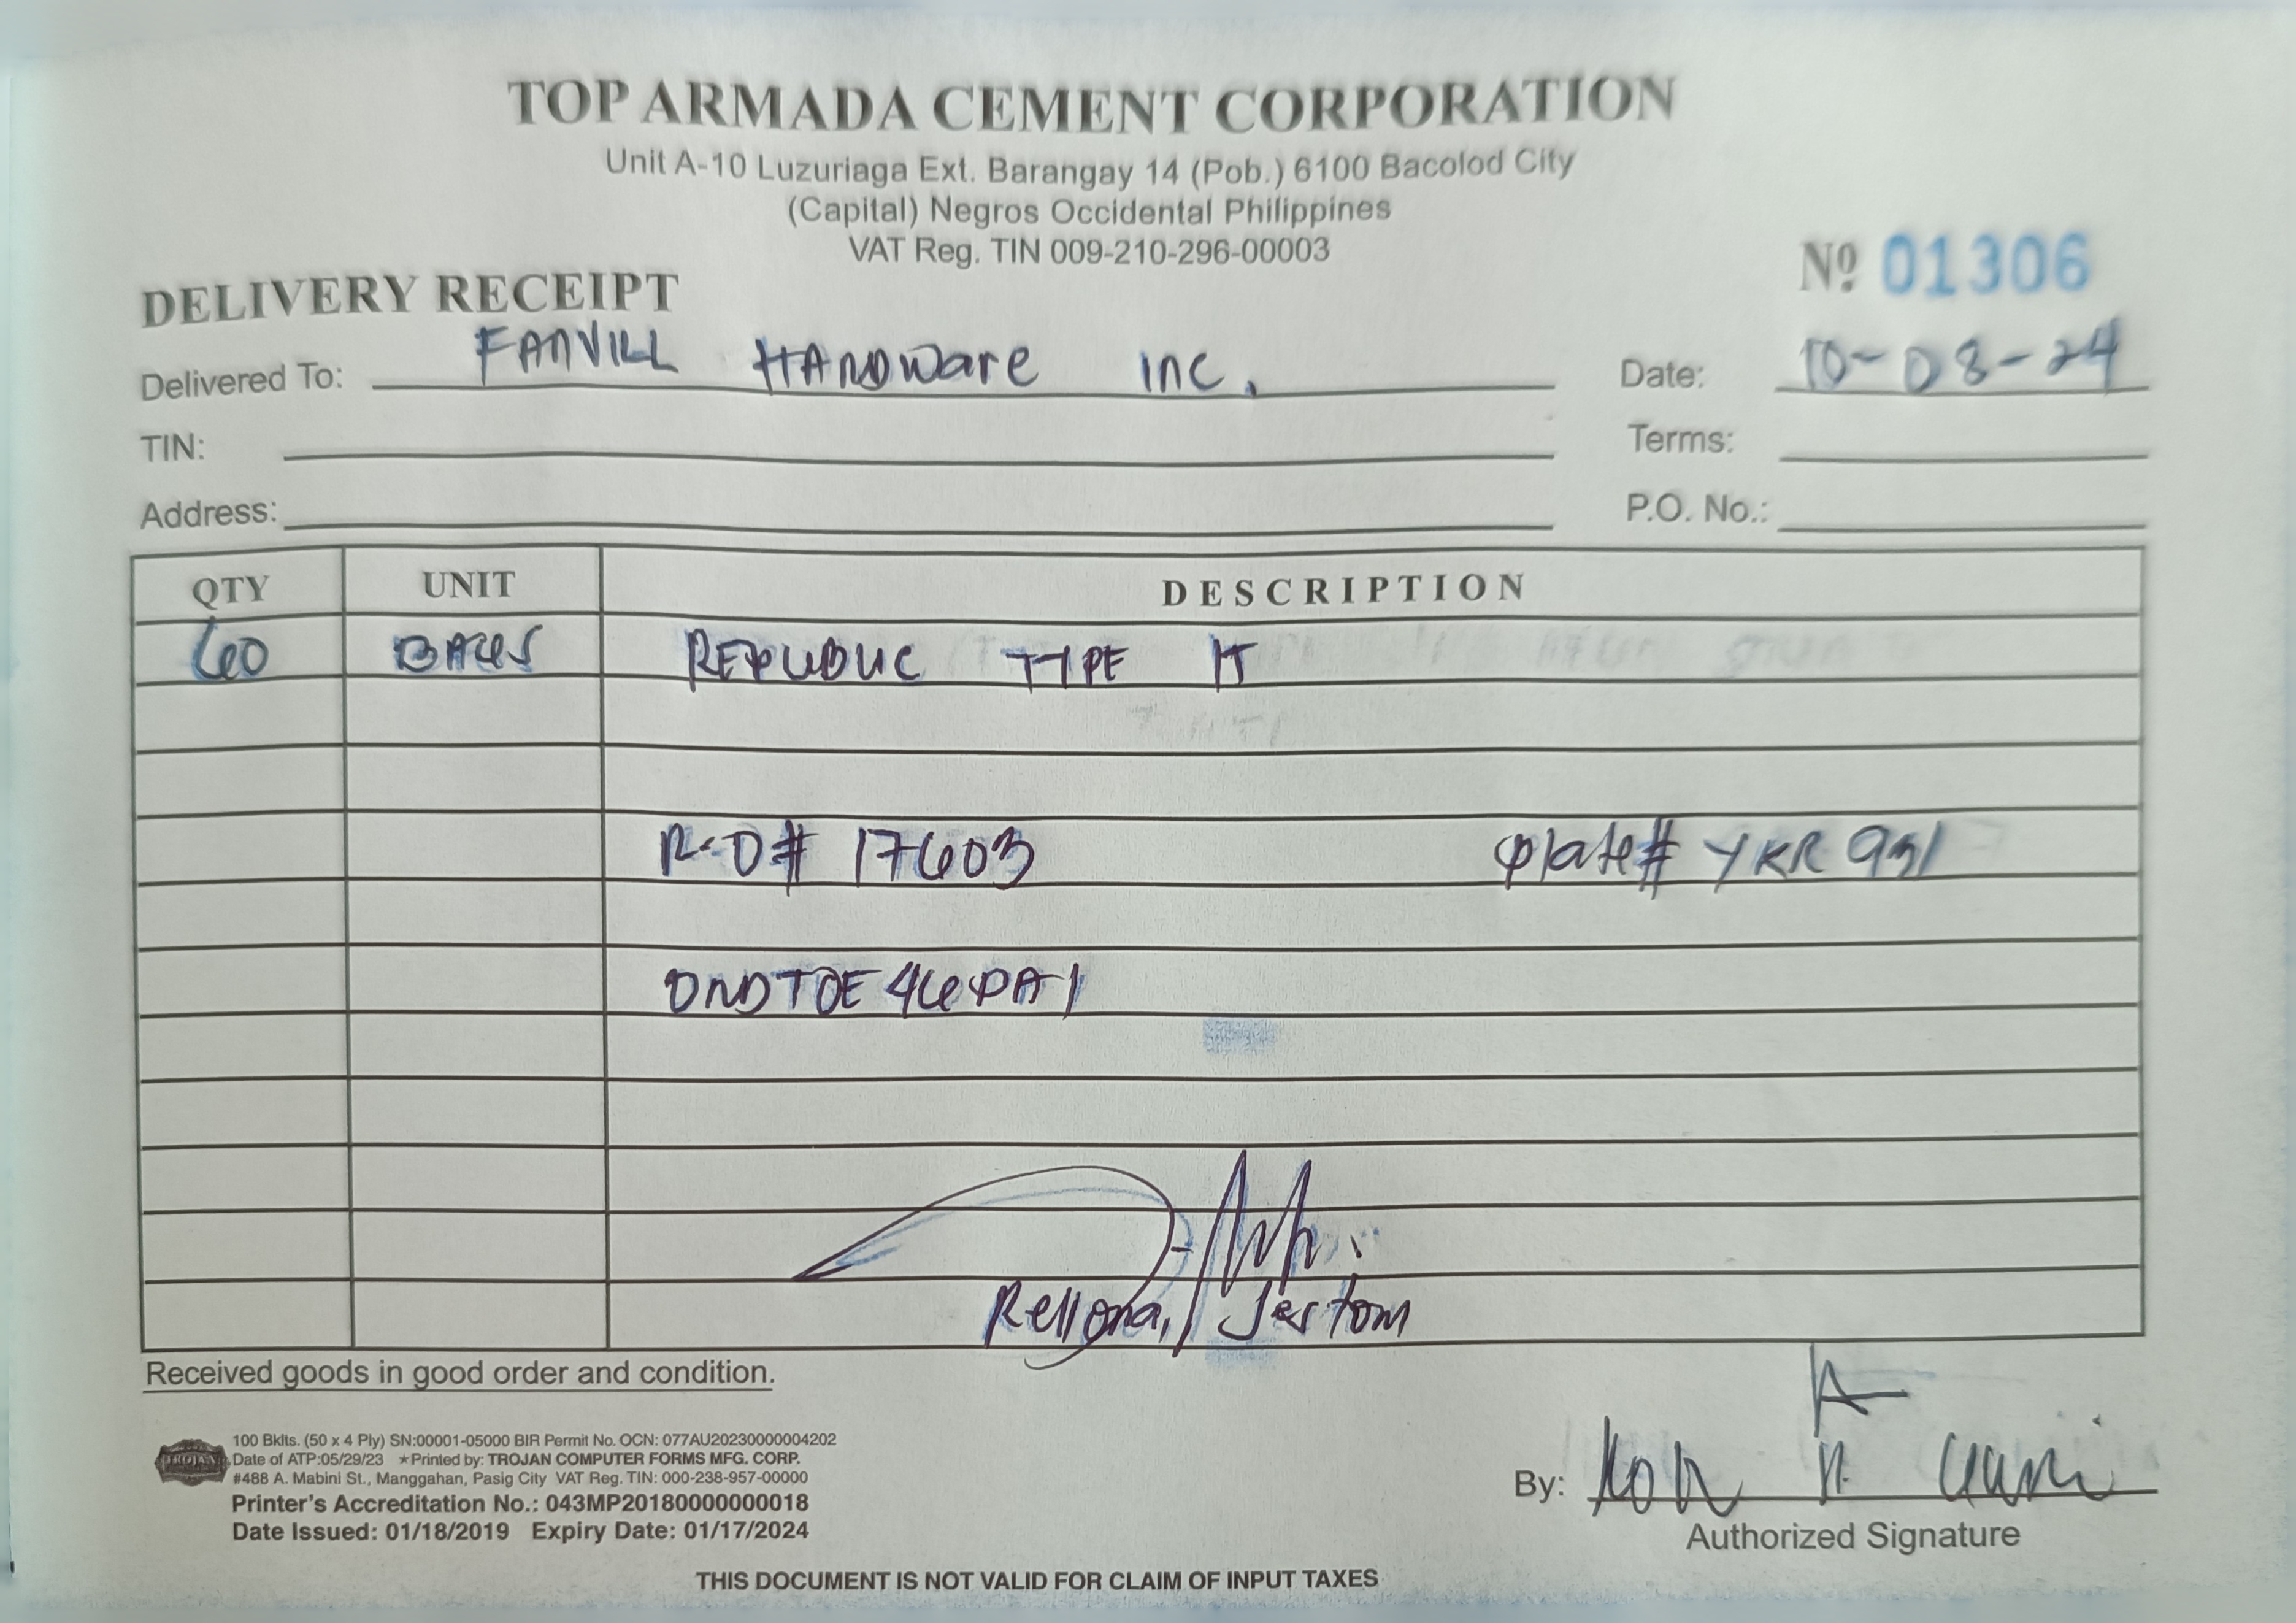 TOP ARMADA CEMENT CORPORATION
Unit A-10 Luzuriaga Ext. Barangay 14 (Pob.) 6100 Bacolod City
(Capital) Negros Occidental Philippines
VAT Reg. TIN 009-210-296-00003
Nº 01306
DELIVERY RECEIPT
Delivered To: FAMVILL HARDWare inc.
Date: 10-08-24
TIN:
Terms:
Address:
P.O. No.:
QTY UNIT DESCRIPTION
60 BAGS REPUBLIC TYPE 1T
R.O# 17603 Plate# YKR 931
DNDTOE46PA1
Rellona, Jestom
Received goods in good order and condition.
TROJAN
100 Bklts. (50 x 4 Ply) SN:00001-05000 BIR Permit No. OCN: 077AU20230000004202
Date of ATP:05/29/23 ★Printed by: TROJAN COMPUTER FORMS MFG. CORP.
#488 A. Mabini St., Manggahan, Pasig City VAT Reg. TIN: 000-238-957-00000
Printer's Accreditation No.: 043MP20180000000018
Date Issued: 01/18/2019 Expiry Date: 01/17/2024
By:
Authorized Signature
THIS DOCUMENT IS NOT VALID FOR CLAIM OF INPUT TAXES